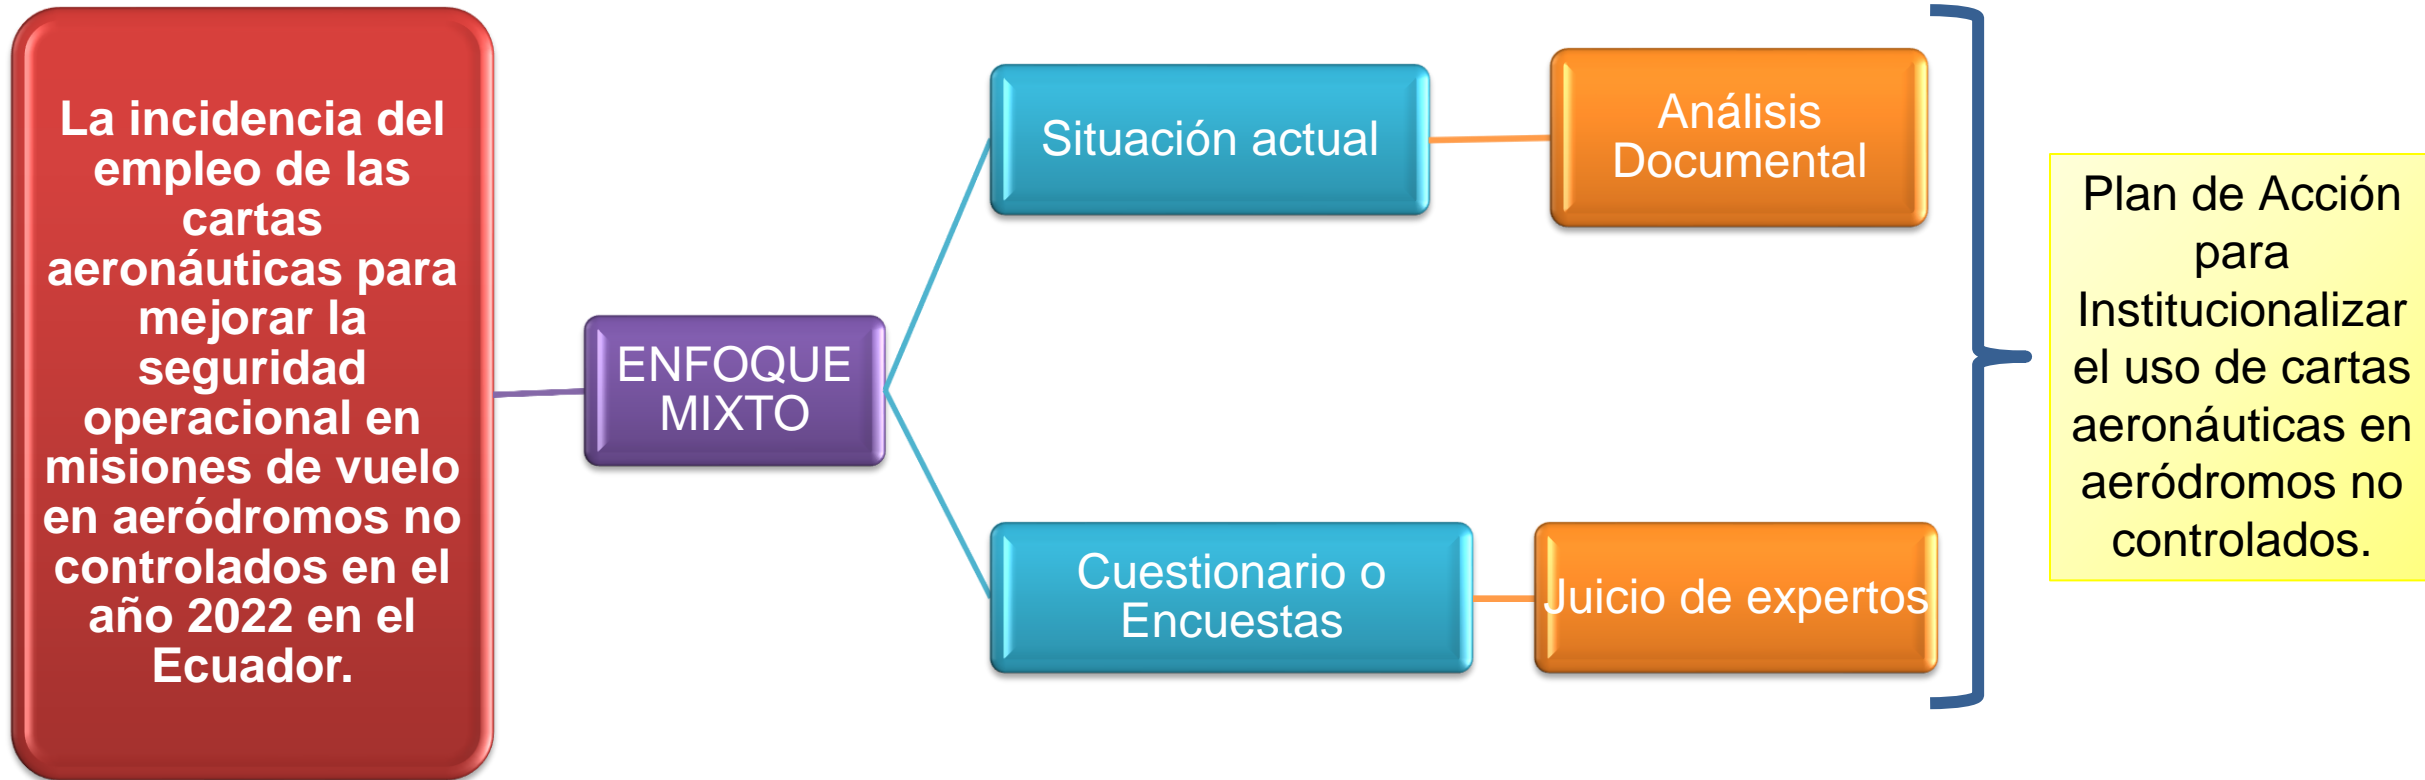 La incidencia del
empleo de las
cartas
aeronáuticas para
mejorar la
seguridad
operacional en
misiones de vuelo
en aeródromos no
controlados en el
año 2022 en el
Ecuador.
ENFOQUE
MIXTO
Situación actual
Análisis
Documental
Cuestionario o
Encuestas
Juicio de expertos
Plan de Acción
para
Institucionalizar
el uso de cartas
aeronáuticas en
aeródromos no
controlados.